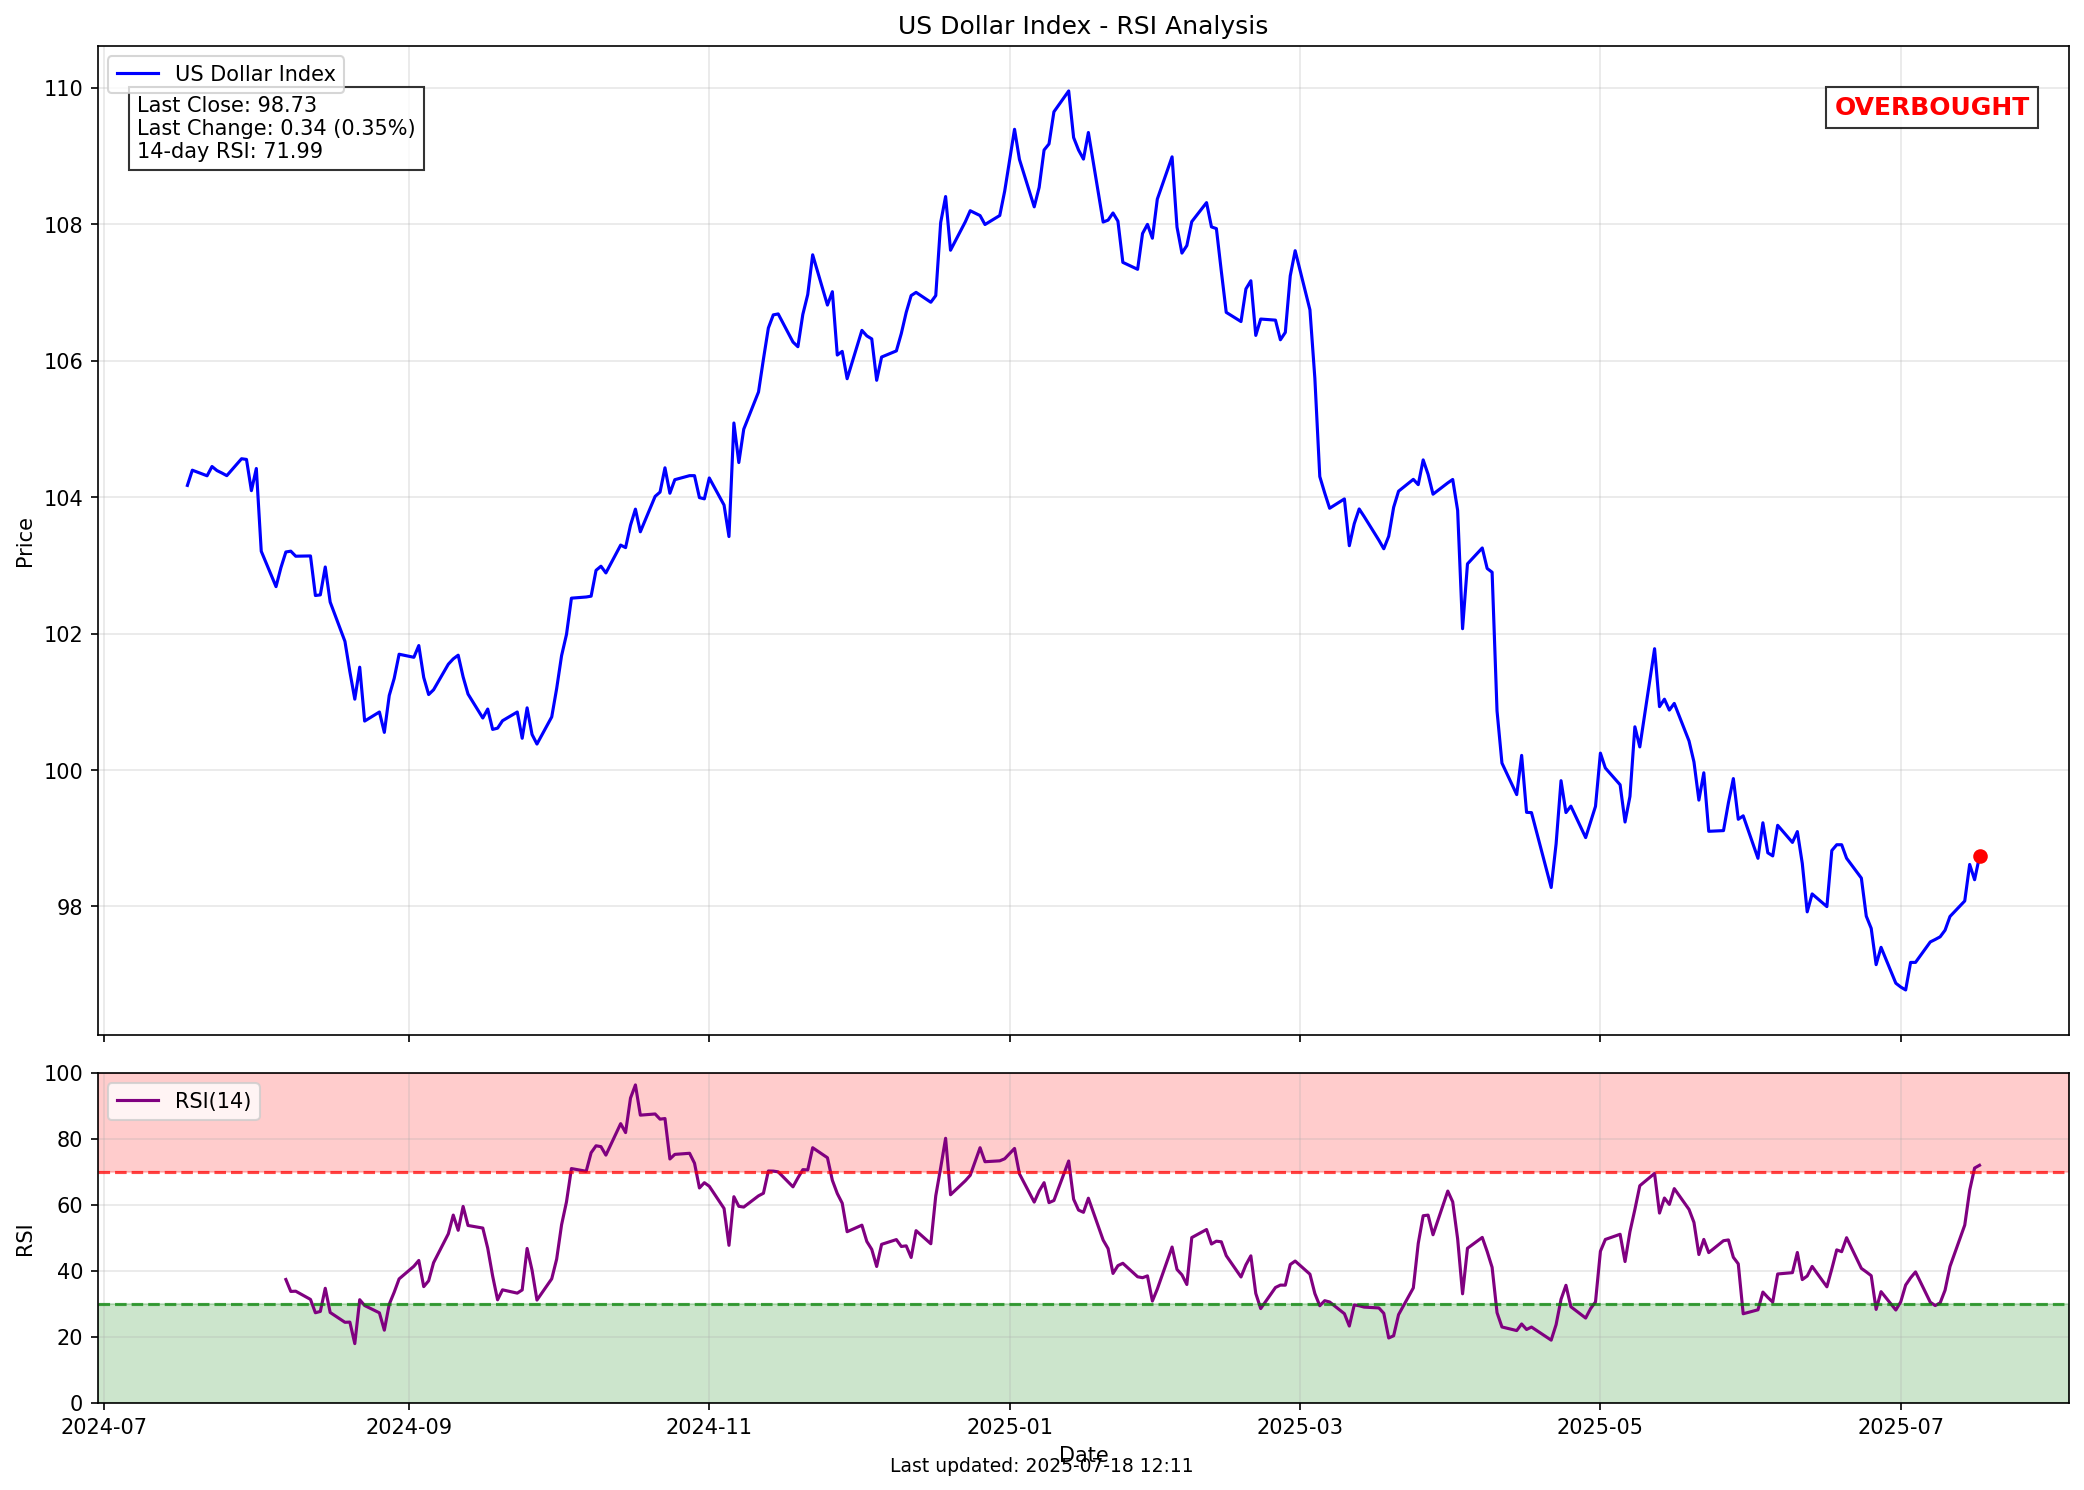 US Dollar Index - RSI Analysis
US Dollar Index
Last Close: 98.73
Last Change: 0.34 (0.35%)
14-day RSI: 71.99
OVERBOUGHT
110
108
106
104
102
100
98
Price
RSI(14)
100
80
60
40
20
0
RSI
2024-07
2024-09
2024-11
2025-01
2025-03
2025-05
2025-07
Date
Last updated: 2025-07-18 12:11